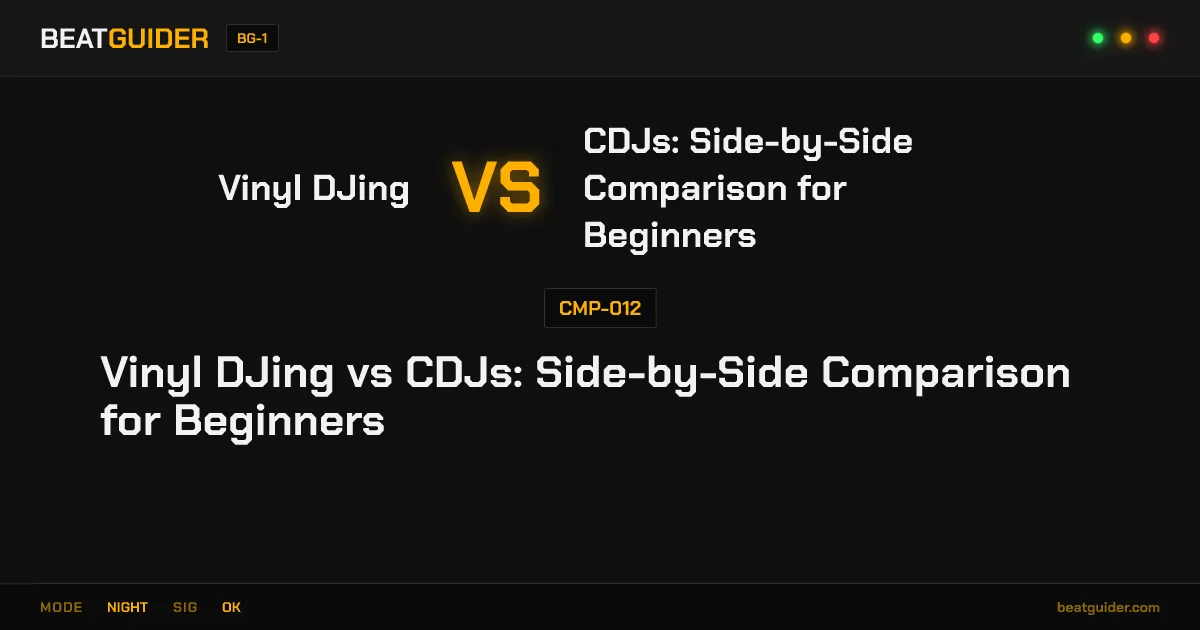 BEATGUIDER BG-1
Vinyl DJing VS CDJs: Side-by-Side
Comparison for
Beginners
CMP-012
Vinyl DJing vs CDJs: Side-by-Side Comparison
for Beginners
MODE NIGHT SIG OK beatguider.com